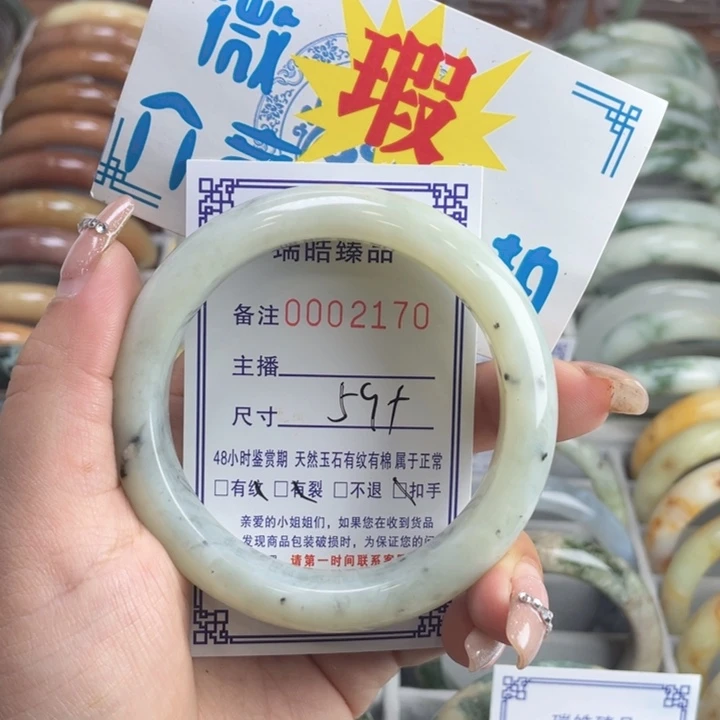 微
瑕
瑞皓臻品
备注0002170
主播
尺寸 59+
48小时鉴赏期 天然玉石有纹有棉属于正常
□有纹 □有裂 □不退 □扣手
亲爱的小姐姐们，如果您在收到货品
发现商品包装破损时，为保证您的
请第一时间联系客
瑞皓臻品